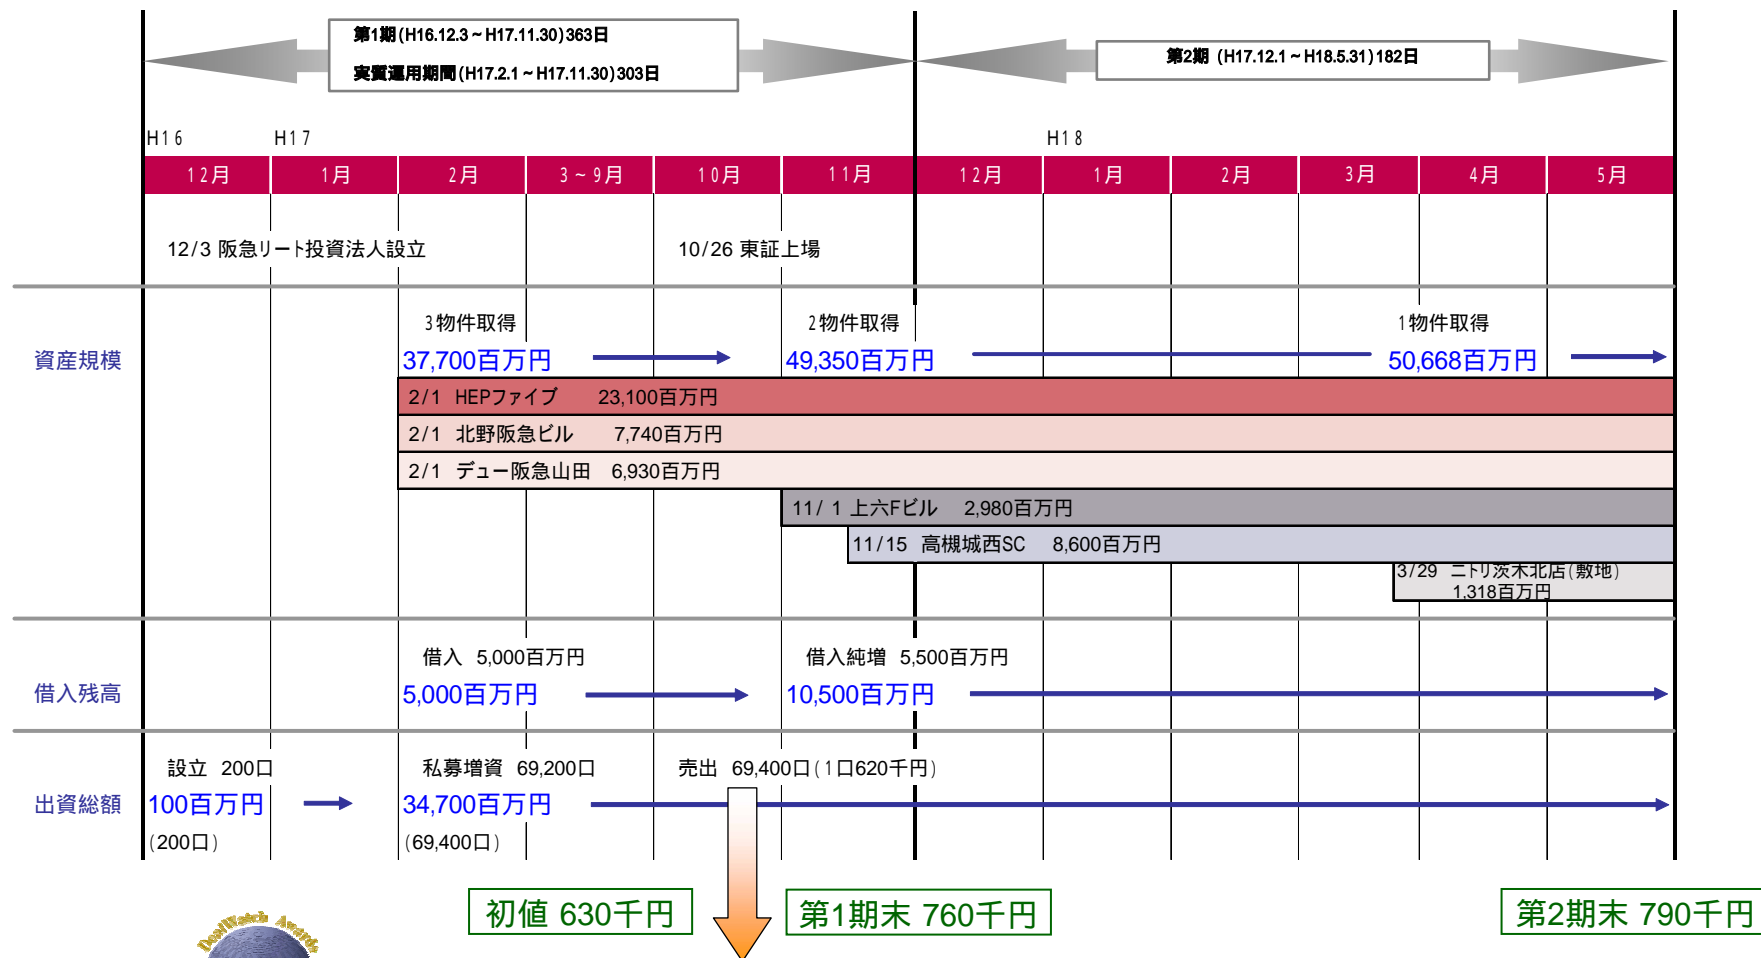 第1期(H16.12.3～H17.11.30)363日
実質運用期間(H17.2.1～H17.11.30)303日
第2期 (H17.12.1～H18.5.31)182日
H16 H17 H18
12月 1月 2月 3～9月 10月 11月 12月 1月 2月 3月 4月 5月
12/3 阪急リート投資法人設立 10/26 東証上場
3物件取得 2物件取得 1物件取得
資産規模 37,700百万円 49,350百万円 50,668百万円
2/1 HEPファイブ 23,100百万円
2/1 北野阪急ビル 7,740百万円
2/1 デュー阪急山田 6,930百万円
11/ 1 上六Fビル 2,980百万円
11/15 高槻城西SC 8,600百万円
3/29 ニトリ茨木北店(敷地)
1,318百万円
借入 5,000百万円 借入純増 5,500百万円
借入残高 5,000百万円 10,500百万円
設立 200口 私募増資 69,200口 売出 69,400口(1口620千円)
出資総額 100百万円 34,700百万円
(200口) (69,400口)
初値 630千円 第1期末 760千円 第2期末 790千円
DealWatch Awards